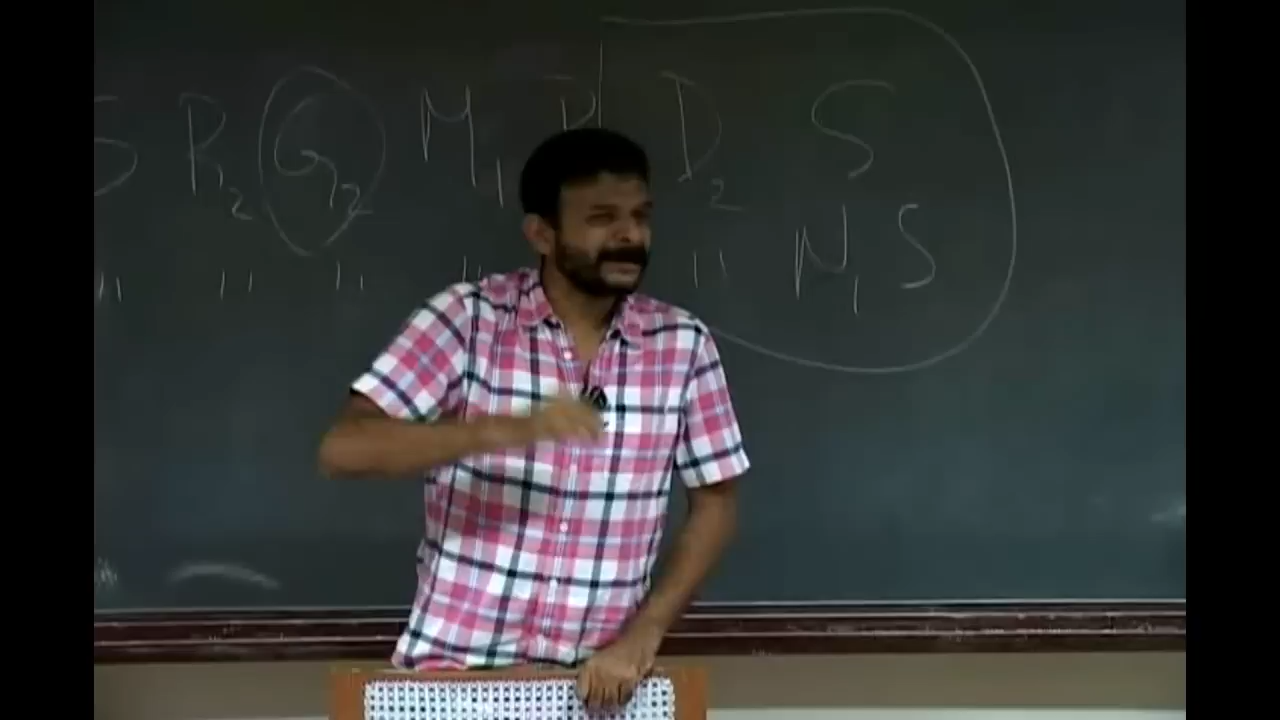 S R₂ G₂ M₁ P D₂ S
" " " " " N₁ S